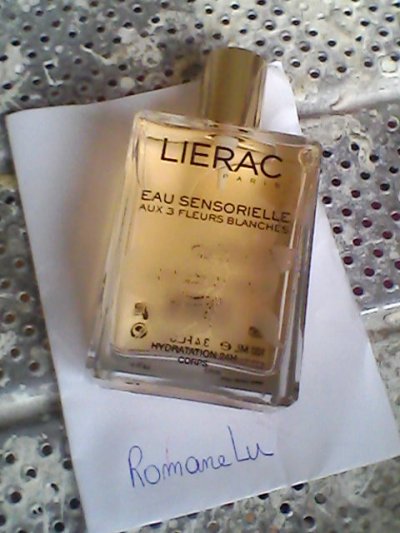 LIERAC
PARIS
EAU SENSORIELLE
AUX 3 FLEURS BLANCHES
HYDRATATION 24H
CORPS
RomaneLu